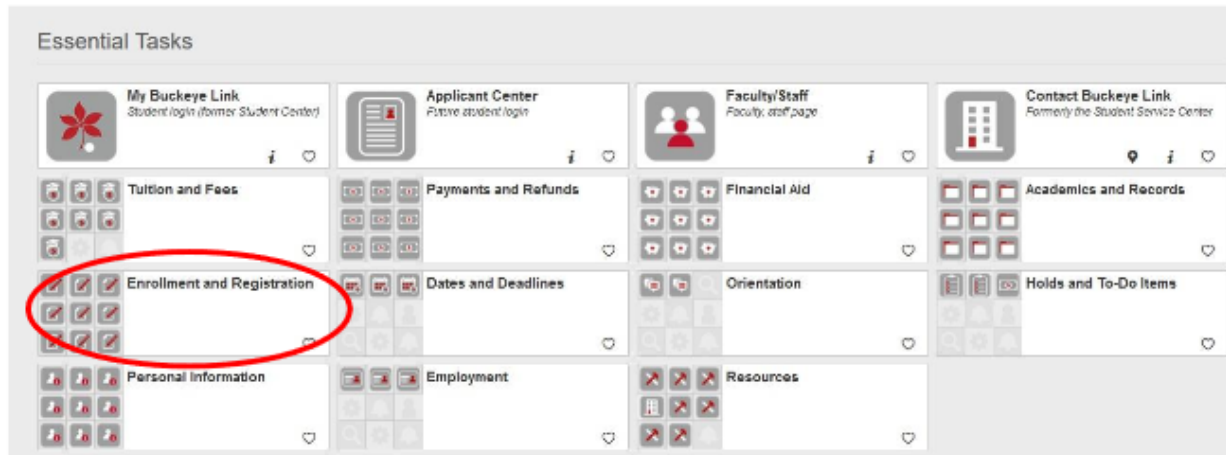 Essential Tasks
My Buckeye Link
Student login (former Student Center)
Applicant Center
Future student login
Faculty/Staff
Faculty, staff page
Contact Buckeye Link
Formerly the Student Service Center
Tuition and Fees
Payments and Refunds
Financial Aid
Academics and Records
Enrollment and Registration
Dates and Deadlines
Orientation
Holds and To-Do Items
Personal Information
Employment
Resources